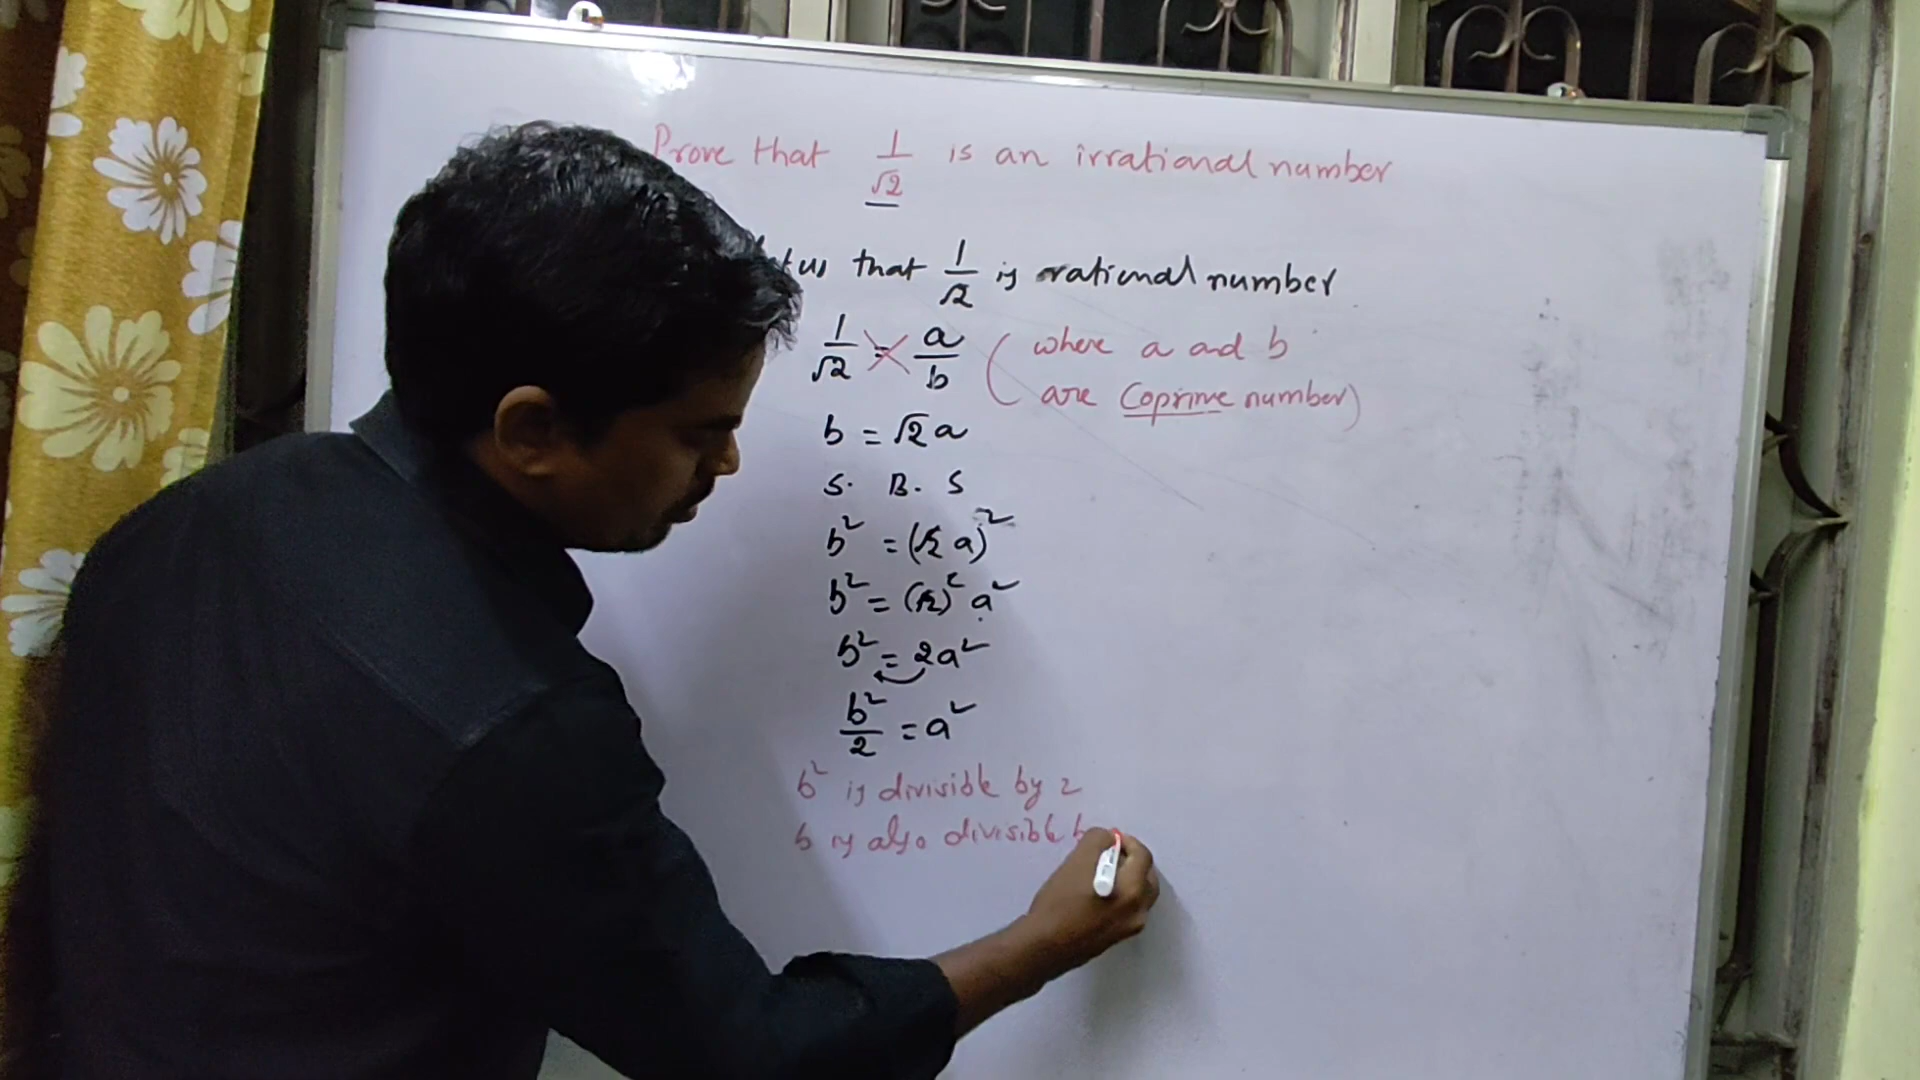 Prove that 1/√2 is an irrational number
us that 1/√2 is rational number
1/√2 = a/b (where a and b
are coprime number)
b = √2 a
S. B. S
b² = (√2 a)²
b² = (√2)² a²
b² = 2a²
b²/2 = a²
b² is divisible by 2
b is also divisible